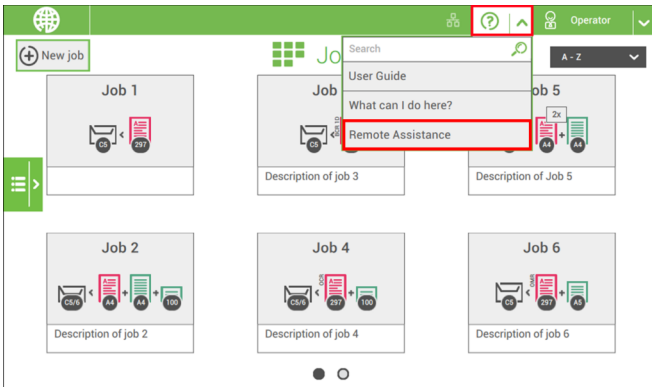 Operator
New job
Jo
A - Z
Search
User Guide
What can I do here?
Remote Assistance
Job 1
C5
297
Job
C5
Description of job 3
ob 5
2x
A4
A4
Description of Job 5
Job 2
C5/6
A4
A4
100
Description of job 2
Job 4
OCR
C5/6
297
100
Description of job 4
Job 6
OMR
C5
297
A5
Description of job 6